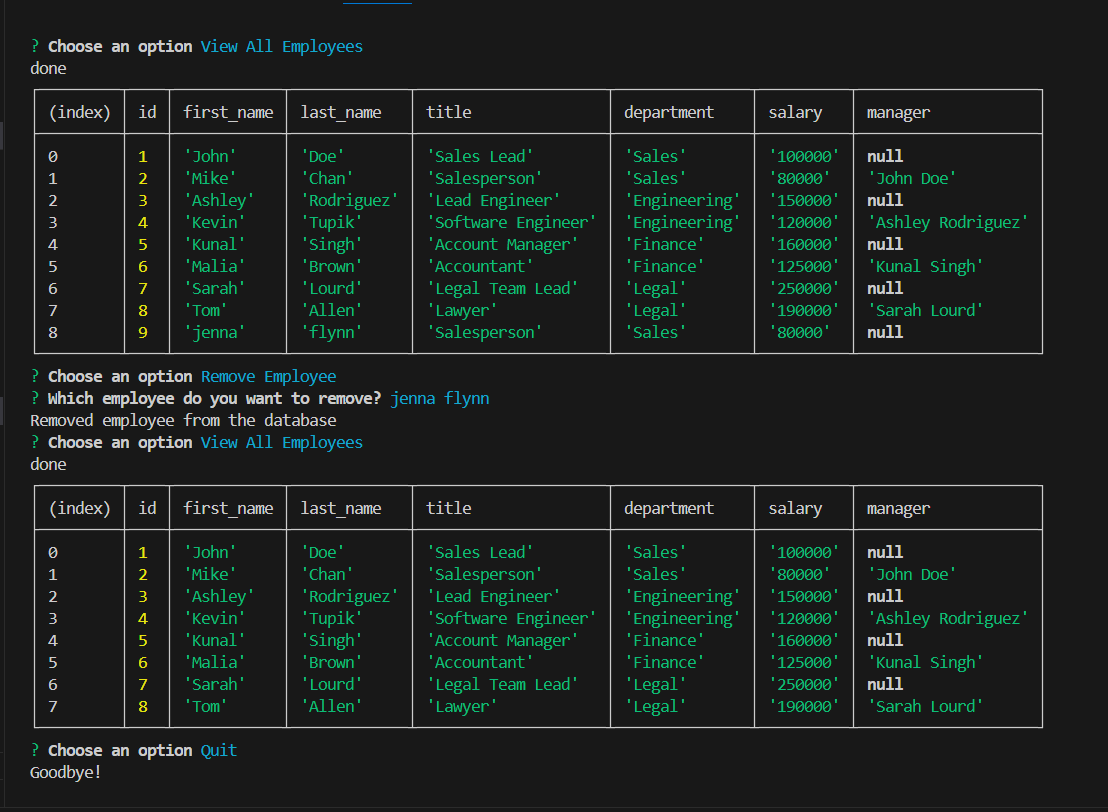 ? Choose an option View All Employees
done
(index) id first_name last_name title department salary manager
0 1 'John' 'Doe' 'Sales Lead' 'Sales' '100000' null
1 2 'Mike' 'Chan' 'Salesperson' 'Sales' '80000' 'John Doe'
2 3 'Ashley' 'Rodriguez' 'Lead Engineer' 'Engineering' '150000' null
3 4 'Kevin' 'Tupik' 'Software Engineer' 'Engineering' '120000' 'Ashley Rodriguez'
4 5 'Kunal' 'Singh' 'Account Manager' 'Finance' '160000' null
5 6 'Malia' 'Brown' 'Accountant' 'Finance' '125000' 'Kunal Singh'
6 7 'Sarah' 'Lourd' 'Legal Team Lead' 'Legal' '250000' null
7 8 'Tom' 'Allen' 'Lawyer' 'Legal' '190000' 'Sarah Lourd'
8 9 'jenna' 'flynn' 'Salesperson' 'Sales' '80000' null
? Choose an option Remove Employee
? Which employee do you want to remove? jenna flynn
Removed employee from the database
? Choose an option View All Employees
done
(index) id first_name last_name title department salary manager
0 1 'John' 'Doe' 'Sales Lead' 'Sales' '100000' null
1 2 'Mike' 'Chan' 'Salesperson' 'Sales' '80000' 'John Doe'
2 3 'Ashley' 'Rodriguez' 'Lead Engineer' 'Engineering' '150000' null
3 4 'Kevin' 'Tupik' 'Software Engineer' 'Engineering' '120000' 'Ashley Rodriguez'
4 5 'Kunal' 'Singh' 'Account Manager' 'Finance' '160000' null
5 6 'Malia' 'Brown' 'Accountant' 'Finance' '125000' 'Kunal Singh'
6 7 'Sarah' 'Lourd' 'Legal Team Lead' 'Legal' '250000' null
7 8 'Tom' 'Allen' 'Lawyer' 'Legal' '190000' 'Sarah Lourd'
? Choose an option Quit
Goodbye!